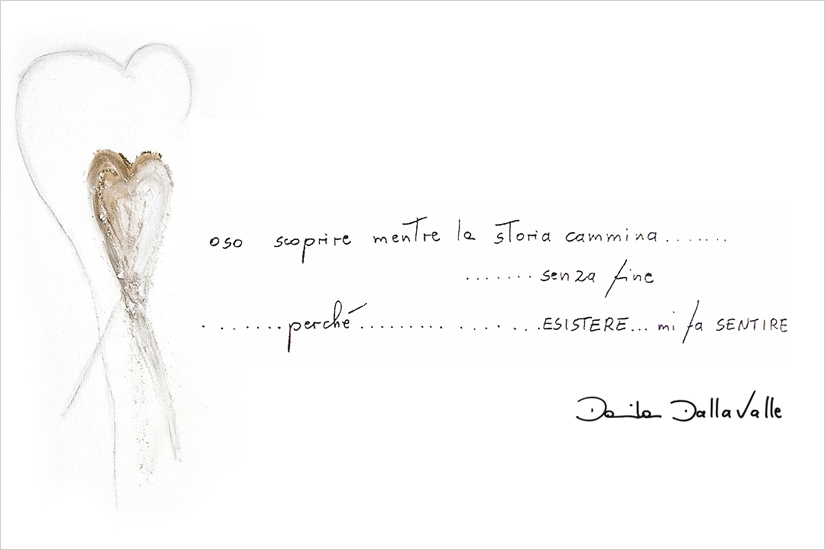 oso scoprire mentre la storia cammina.......
.......senza fine
........perché......... .......ESISTERE... mi fa SENTIRE
Danila Dallavalle